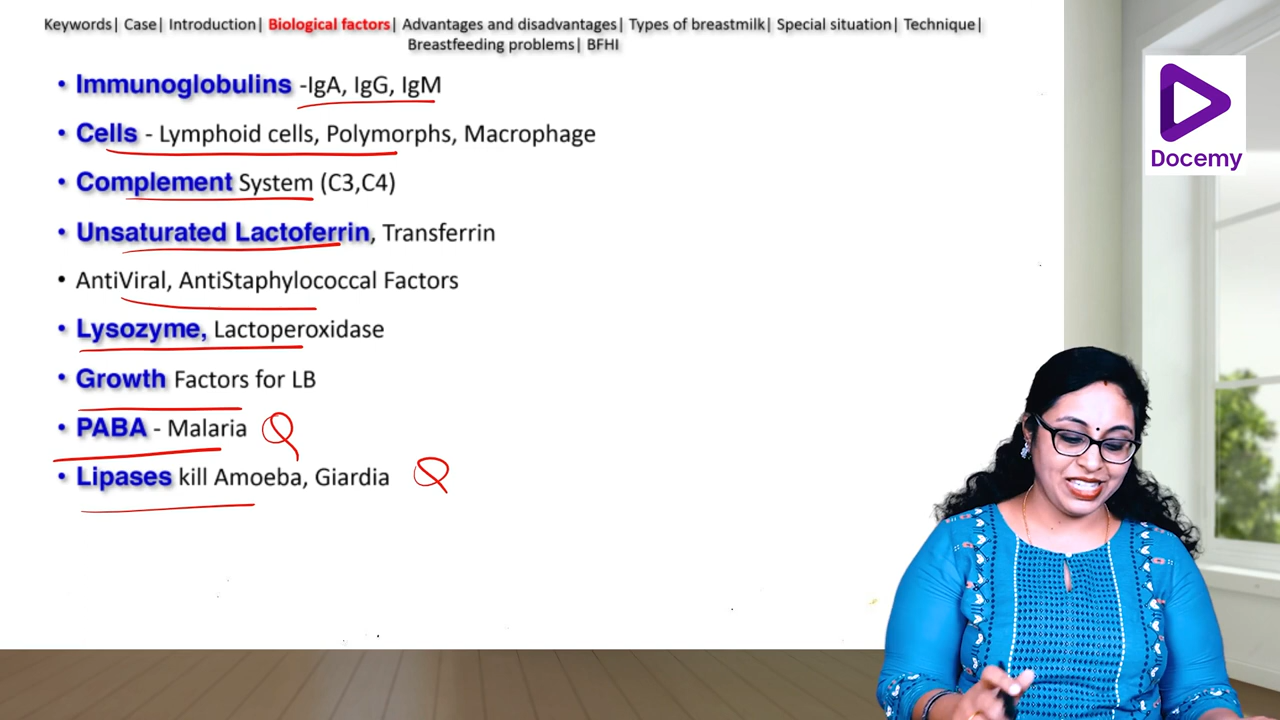 Keywords| Case| Introduction| Biological factors| Advantages and disadvantages| Types of breastmilk| Special situation| Technique|
Breastfeeding problems| BFHI
• Immunoglobulins -IgA, IgG, IgM
• Cells - Lymphoid cells, Polymorphs, Macrophage
• Complement System (C3,C4)
• Unsaturated Lactoferrin, Transferrin
• AntiViral, AntiStaphylococcal Factors
• Lysozyme, Lactoperoxidase
• Growth Factors for LB
• PABA - Malaria Q
• Lipases kill Amoeba, Giardia Q
Docemy